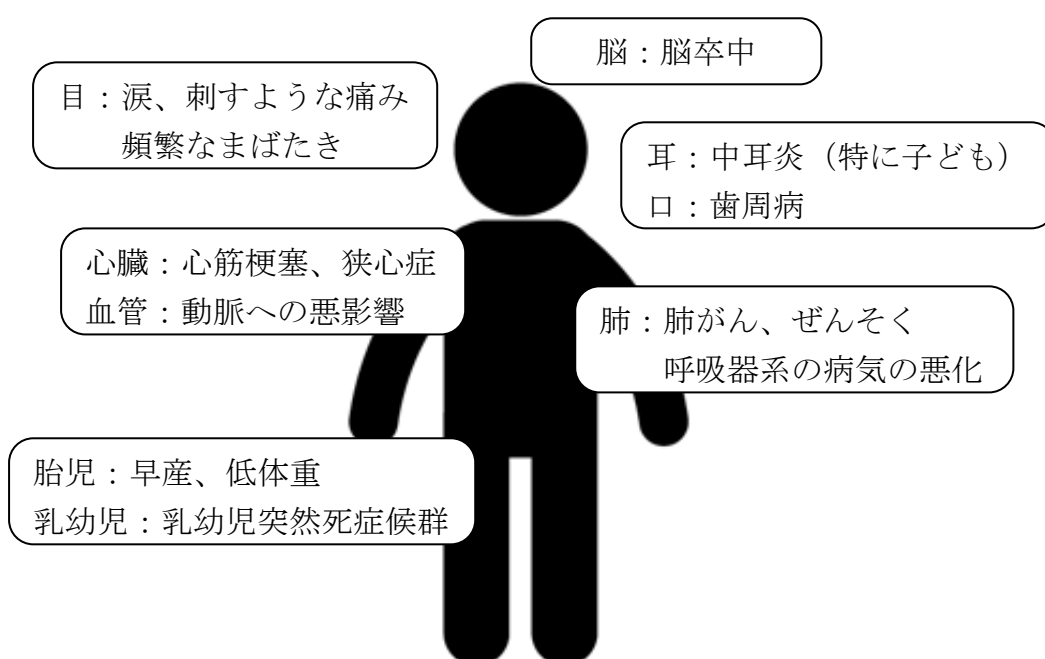 脳：脳卒中
目：涙、刺すような痛み
頻繁なまばたき
耳：中耳炎（特に子ども）
口：歯周病
心臓：心筋梗塞、狭心症
血管：動脈への悪影響
肺：肺がん、ぜんそく
呼吸器系の病気の悪化
胎児：早産、低体重
乳幼児：乳幼児突然死症候群